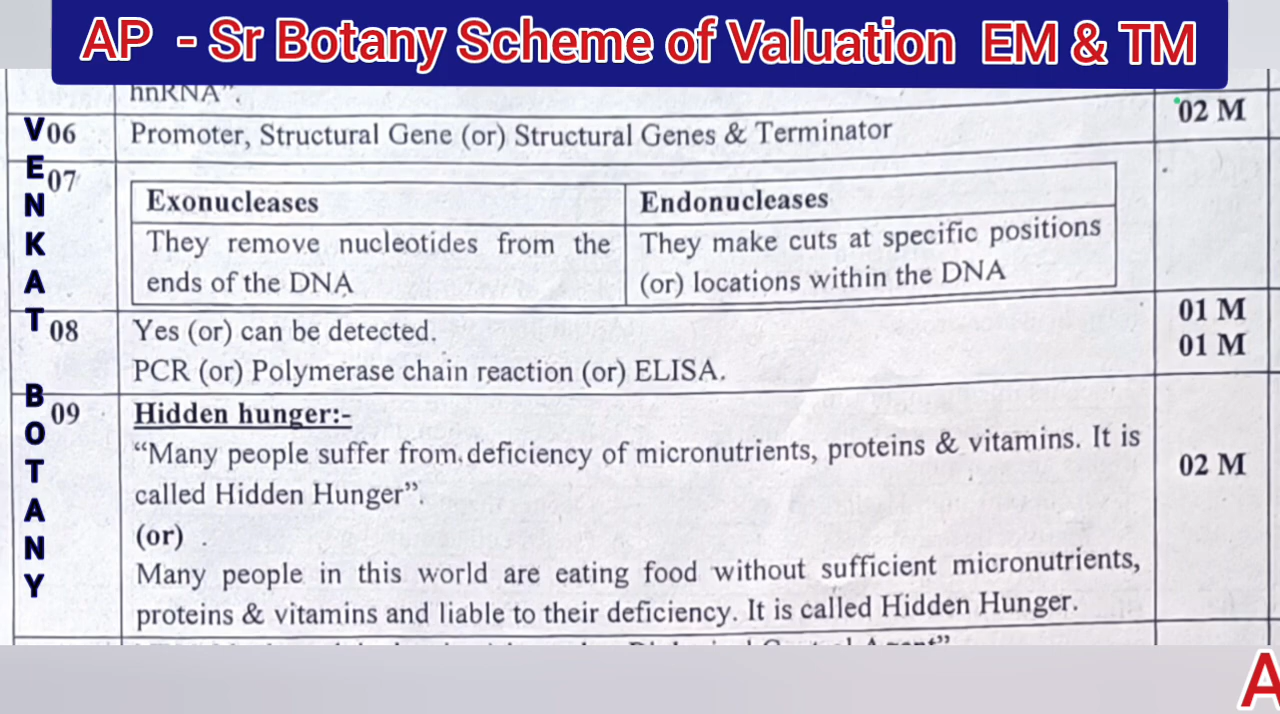 AP - Sr Botany Scheme of Valuation EM & TM
hnRNA".
02 M
06 Promoter, Structural Gene (or) Structural Genes & Terminator
07
Exonucleases Endonucleases
They remove nucleotides from the They make cuts at specific positions
ends of the DNA (or) locations within the DNA
08 Yes (or) can be detected. 01 M
PCR (or) Polymerase chain reaction (or) ELISA. 01 M
09 Hidden hunger:-
"Many people suffer from deficiency of micronutrients, proteins & vitamins. It is
called Hidden Hunger" 02 M
(or)
Many people in this world are eating food without sufficient micronutrients,
proteins & vitamins and liable to their deficiency. It is called Hidden Hunger.
VENKAT BOTANY
A